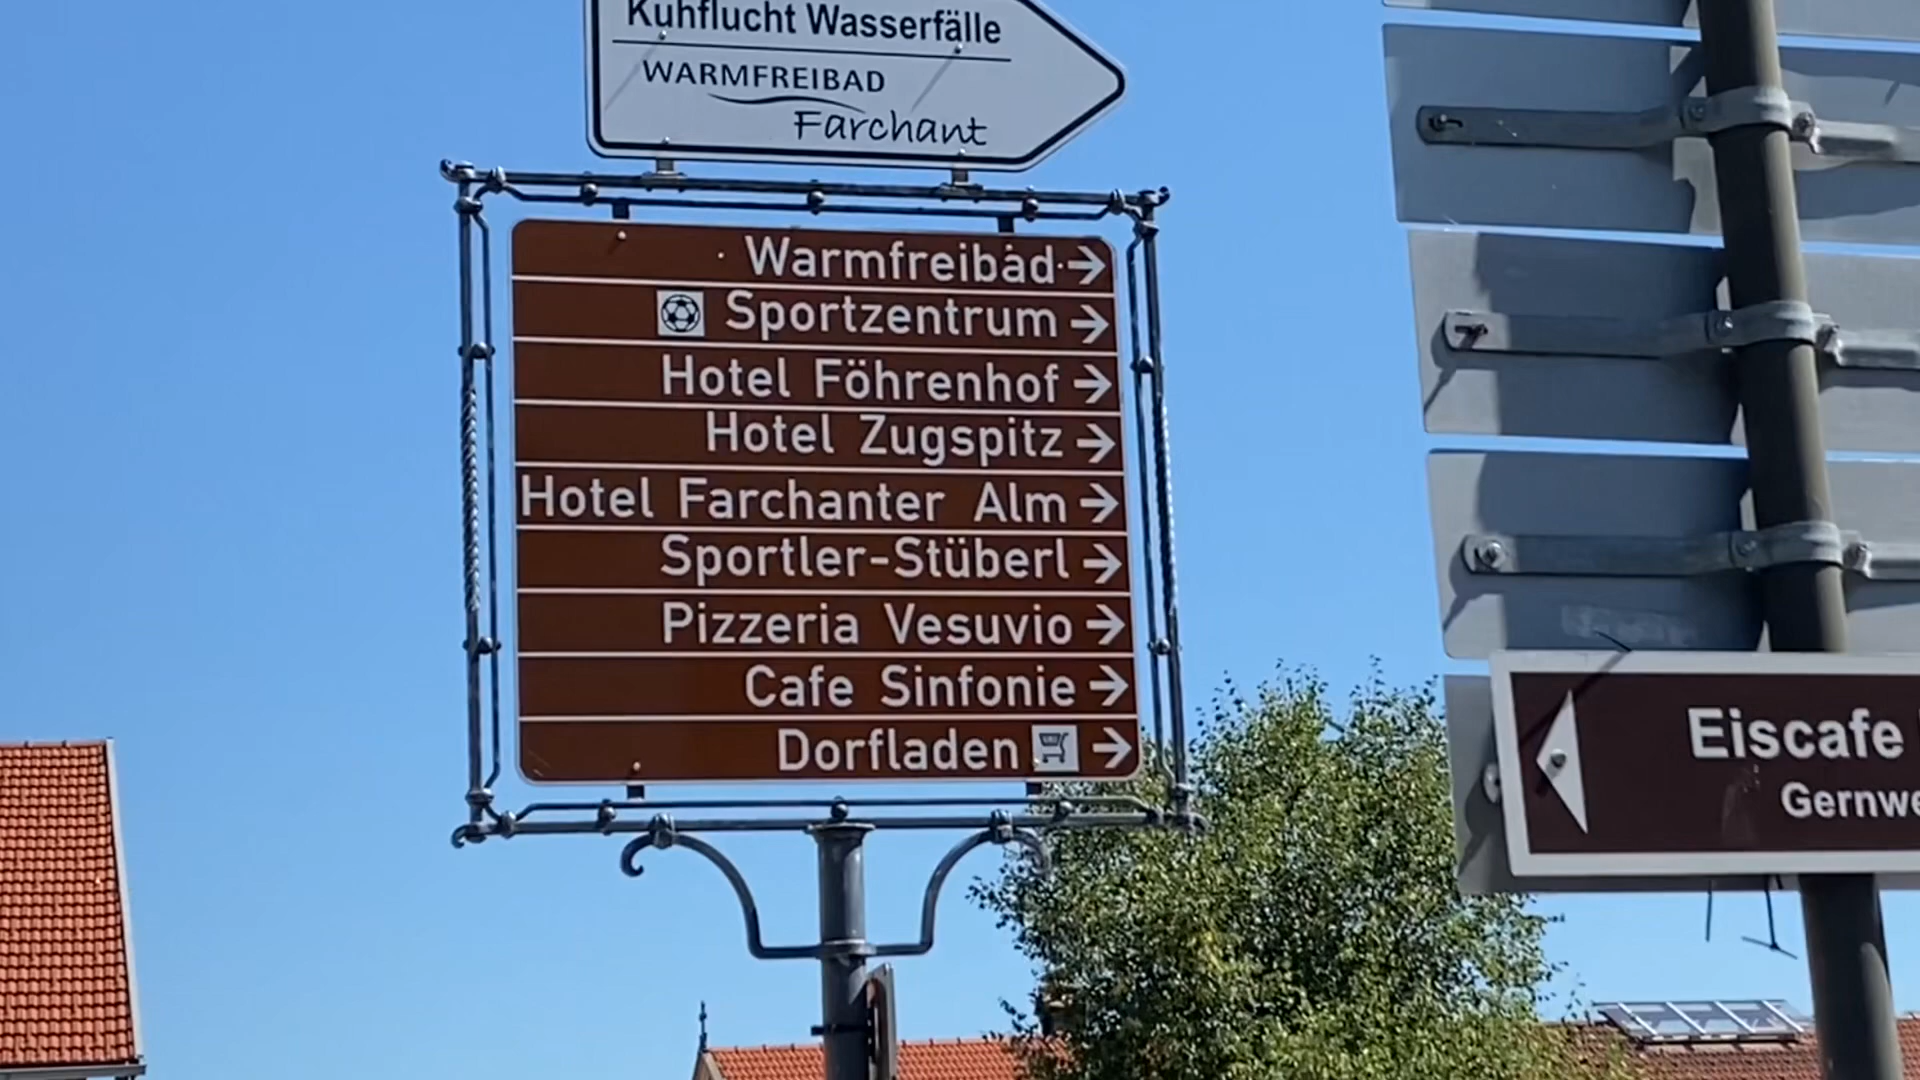 Kuhflucht Wasserfälle
WARMFREIBAD
Farchant
Warmfreibad
Sportzentrum
Hotel Föhrenhof
Hotel Zugspitz
Hotel Farchanter Alm
Sportler-Stüberl
Pizzeria Vesuvio
Cafe Sinfonie
Dorfladen
Eiscafe